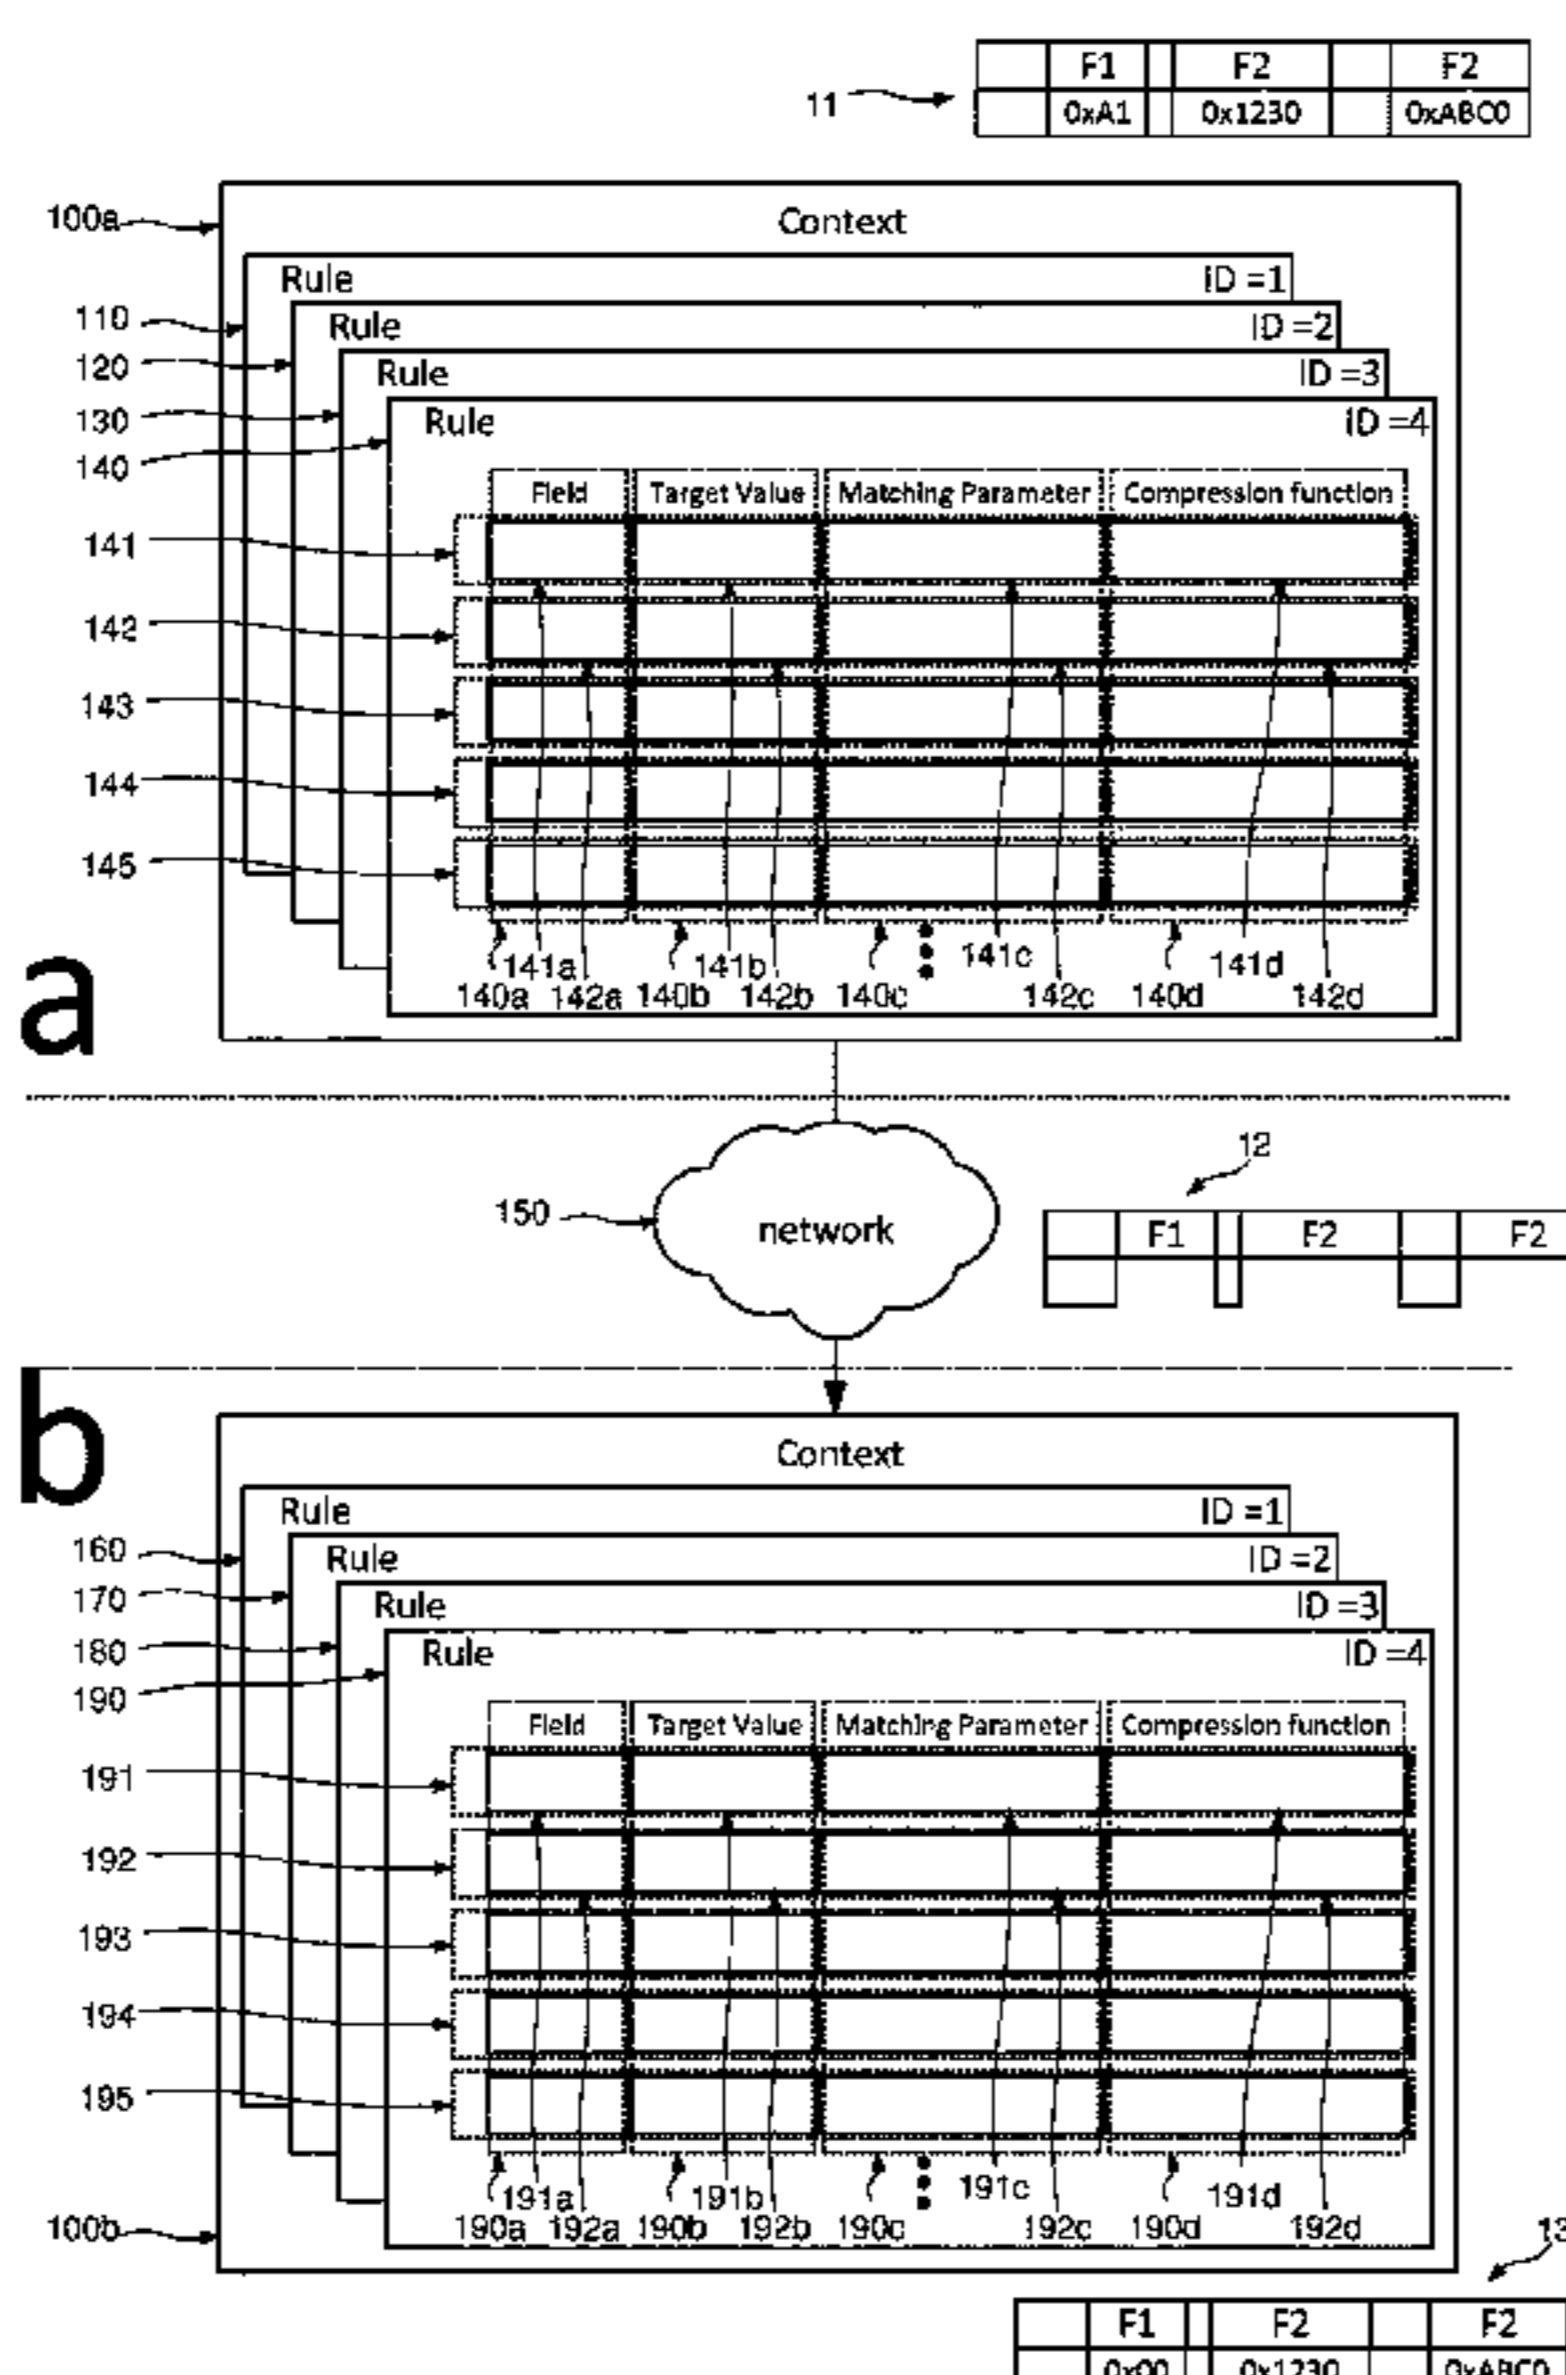 F1 F2 F2
11 0xA1 0x1230 0xABC0
100a Context
Rule ID =1
110 Rule ID =2
120 Rule ID =3
130 Rule ID =4
140
Field Target Value Matching Parameter Compression function
141
142
143
144
145
141a 141b 141c 141d
140a 142a 140b 142b 140c 142c 140d 142d
a
12
150 network F1 F2 F2
b
Context
Rule ID =1
160 Rule ID =2
170 Rule ID =3
180 Rule ID =4
190
Field Target Value Matching Parameter Compression function
191
192
193
194
195
191a 191b 191c 191d
190a 192a 190b 192b 190c 192c 190d 192d
100b
13
F1 F2 F2
0x00 0x1230 0xABC0